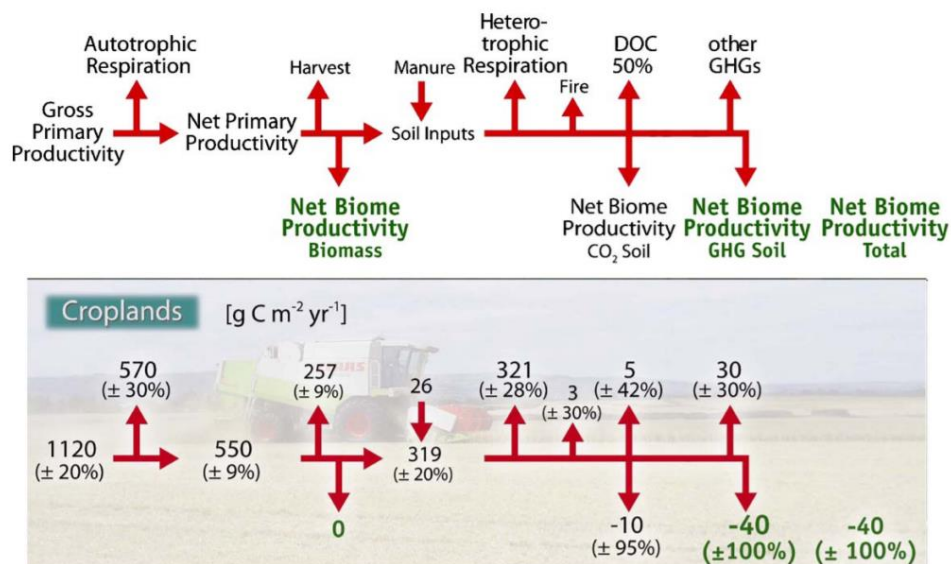 Autotrophic
Respiration
Harvest
Manure
Hetero-
trophic
Respiration
Fire
DOC
50%
other
GHGs
Gross
Primary
Productivity
Net Primary
Productivity
Soil Inputs
Net Biome
Productivity
Biomass
Net Biome
Productivity
CO₂ Soil
Net Biome
Productivity
GHG Soil
Net Biome
Productivity
Total
Croplands
[g C m⁻² yr⁻¹]
570
(± 30%)
257
(± 9%)
26
321
(± 28%)
3
(± 30%)
5
(± 42%)
30
(± 30%)
1120
(± 20%)
550
(± 9%)
319
(± 20%)
0
-10
(± 95%)
-40
(±100%)
-40
(± 100%)